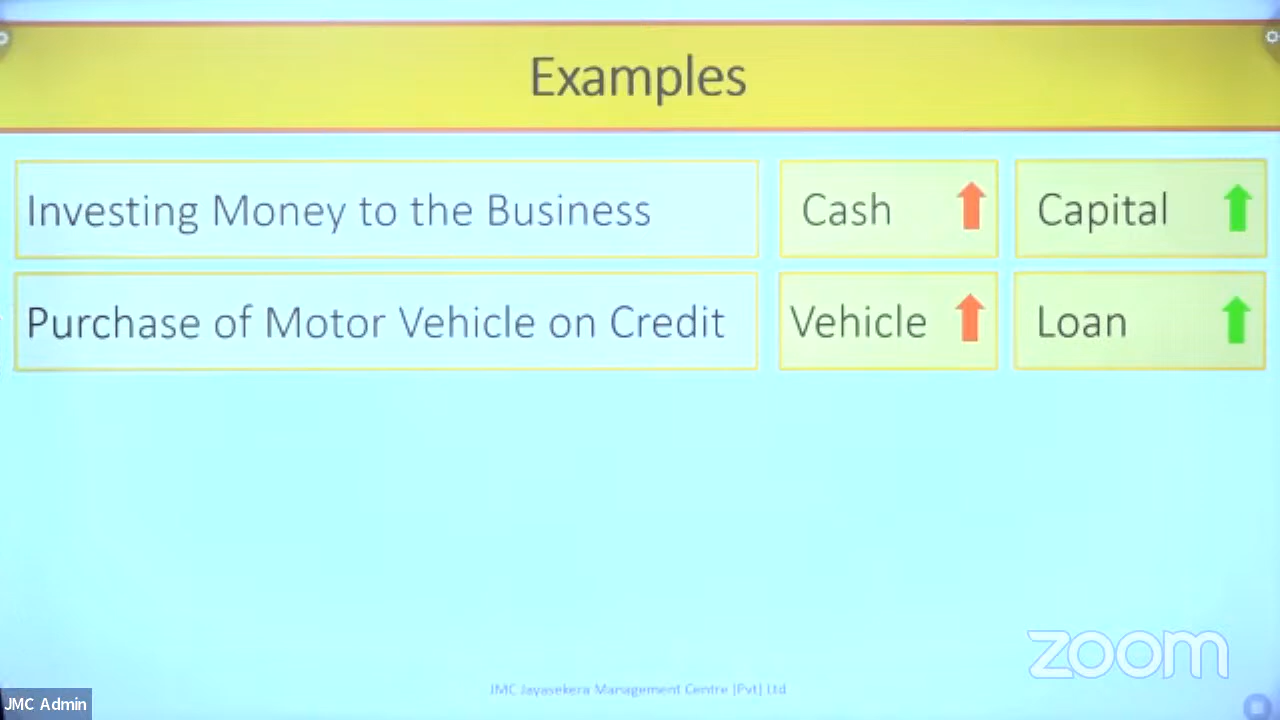 Examples
Investing Money to the Business Cash Capital
Purchase of Motor Vehicle on Credit Vehicle Loan
zoom
JMC Jayasekera Management Centre (Pvt) Ltd
JMC Admin